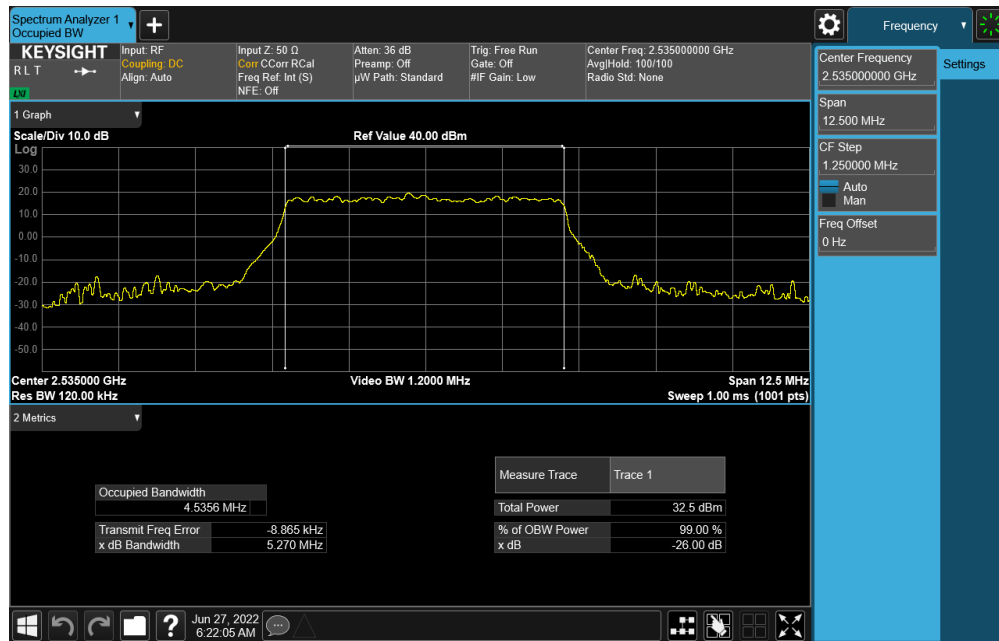 Spectrum Analyzer 1
Occupied BW
Frequency
KEYSIGHT
RLT
LXI
Input: RF
Coupling: DC
Align: Auto
Input Z: 50 Ω
Corr CCorr RCal
Freq Ref: Int (S)
NFE: Off
Atten: 36 dB
Preamp: Off
µW Path: Standard
Trig: Free Run
Gate: Off
#IF Gain: Low
Center Freq: 2.535000000 GHz
Avg|Hold: 100/100
Radio Std: None
Center Frequency
2.535000000 GHz
Settings
Span
12.500 MHz
CF Step
1.250000 MHz
Auto
Man
Freq Offset
0 Hz
1 Graph
Scale/Div 10.0 dB
Ref Value 40.00 dBm
Log
30.0
20.0
10.0
0.00
-10.0
-20.0
-30.0
-40.0
-50.0
Center 2.535000 GHz
Video BW 1.2000 MHz
Span 12.5 MHz
Res BW 120.00 kHz
Sweep 1.00 ms (1001 pts)
2 Metrics
Measure Trace Trace 1
Occupied Bandwidth
4.5356 MHz
Total Power 32.5 dBm
Transmit Freq Error -8.865 kHz
% of OBW Power 99.00 %
x dB Bandwidth 5.270 MHz
x dB -26.00 dB
Jun 27, 2022
6:22:05 AM